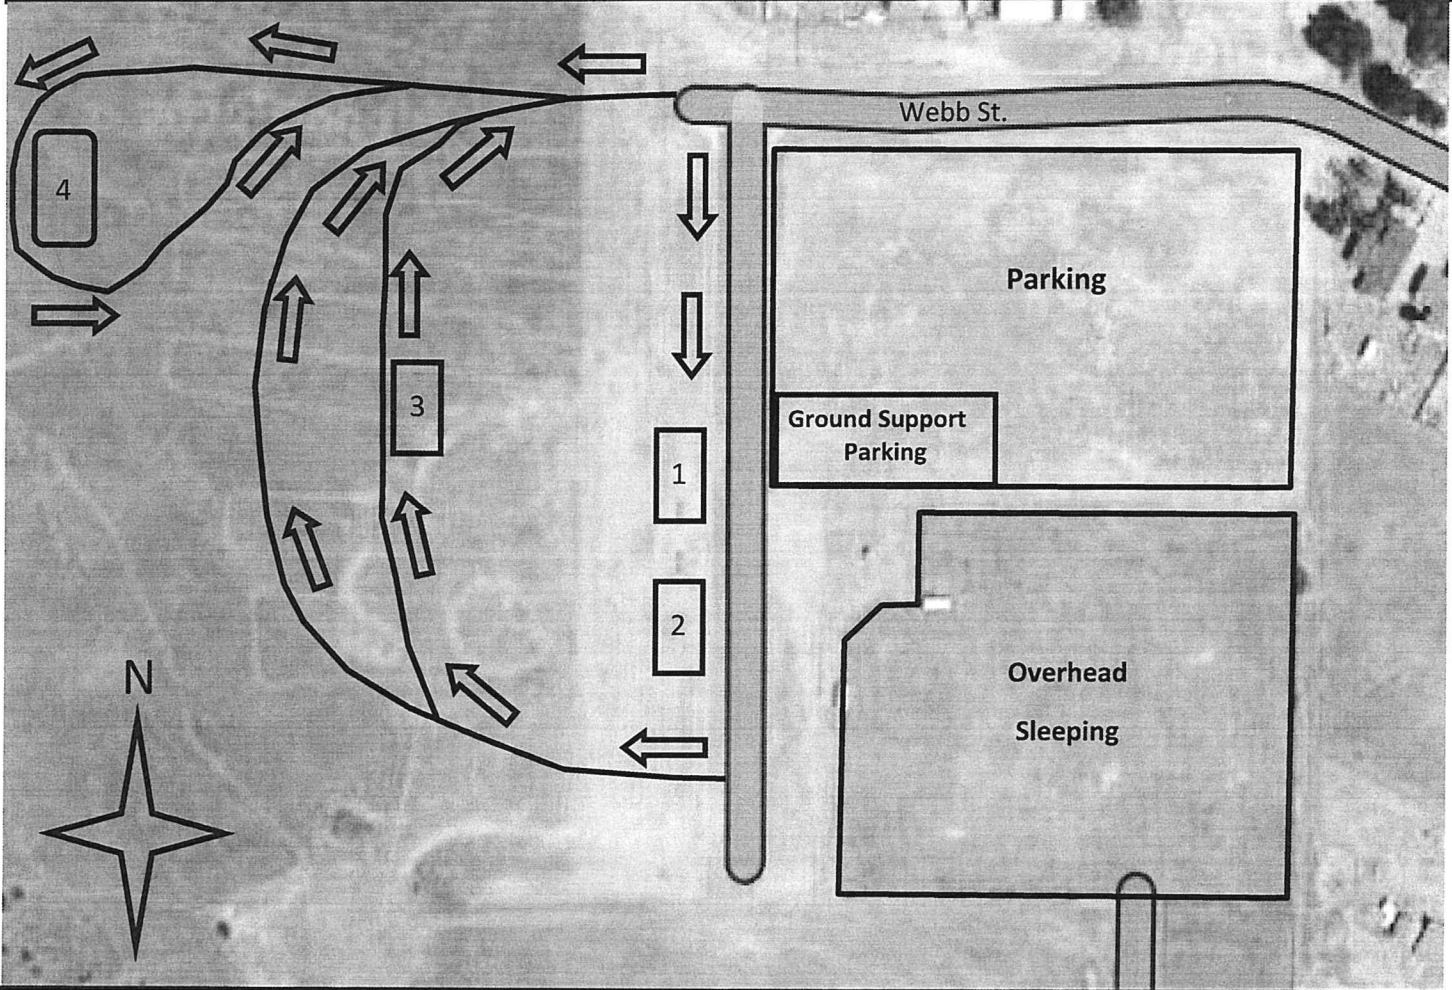 Webb St.
4
Parking
3
Ground Support
Parking
1
2
N
Overhead
Sleeping